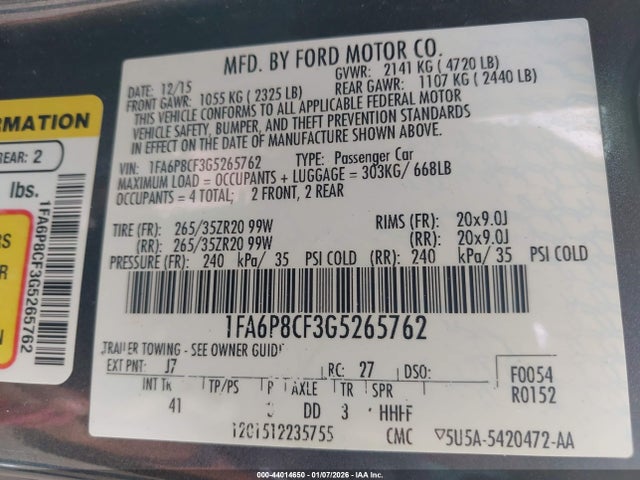 MFD. BY FORD MOTOR CO.
DATE: 12/15 GVWR: 2141 KG ( 4720 LB)
FRONT GAWR: 1055 KG ( 2325 LB) REAR GAWR: 1107 KG ( 2440 LB)
THIS VEHICLE CONFORMS TO ALL APPLICABLE FEDERAL MOTOR
VEHICLE SAFETY, BUMPER, AND THEFT PREVENTION STANDARDS
IN EFFECT ON THE DATE OF MANUFACTURE SHOWN ABOVE.
VIN: 1FA6P8CF3G5265762 TYPE: Passenger Car
MAXIMUM LOAD = OCCUPANTS + LUGGAGE = 303KG/ 668LB
OCCUPANTS = 4 TOTAL; 2 FRONT, 2 REAR
TIRE (FR): 265/35ZR20 99W RIMS (FR): 20x9.0J
(RR): 265/35ZR20 99W (RR): 20x9.0J
PRESSURE (FR): 240 kPa/ 35 PSI COLD (RR): 240 kPa/ 35 PSI COLD
1FA6P8CF3G5265762
TRAILER TOWING - SEE OWNER GUIDE
EXT PNT: J7 RC: 27 DSO:
INT TR TP/PS R AXLE TR SPR
41 DD 3 HHFF
F0054
R0152
CMC 5U5A-5420472-AA
REAR: 2
lbs.
1FA6P8CF3G5265762
000-44014650 - 01/07/2026 - IAAI.com